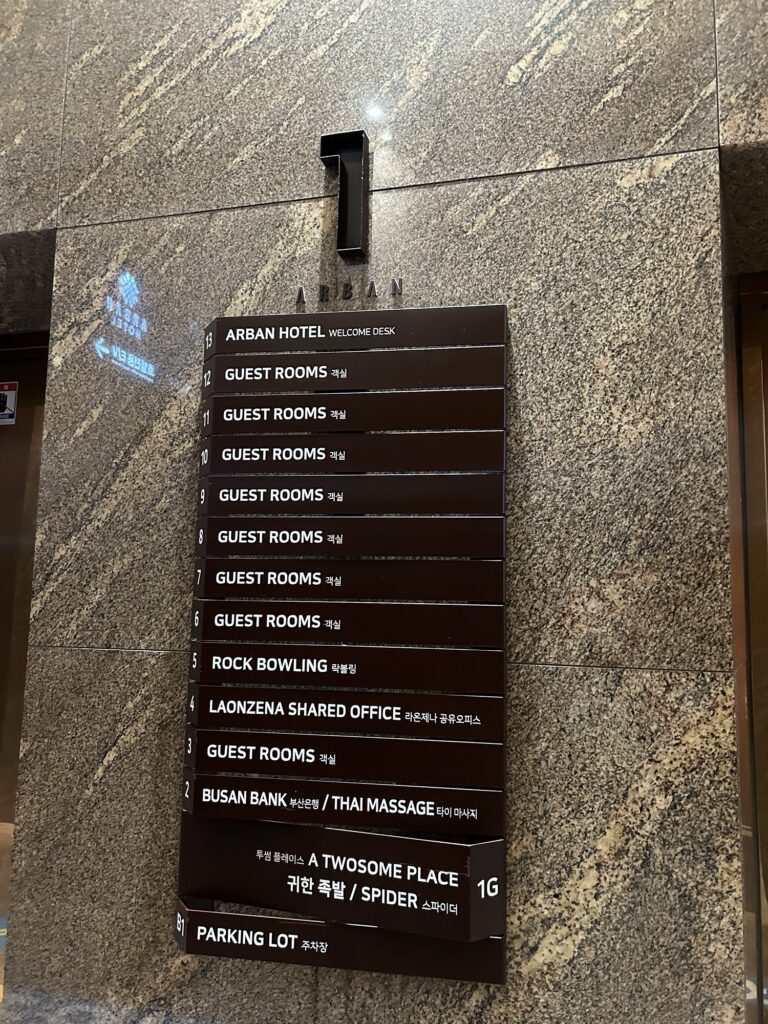 1
ARBAN
13 ARBAN HOTEL WELCOME DESK
12 GUEST ROOMS 객실
11 GUEST ROOMS 객실
10 GUEST ROOMS 객실
9 GUEST ROOMS 객실
8 GUEST ROOMS 객실
7 GUEST ROOMS 객실
6 GUEST ROOMS 객실
5 ROCK BOWLING 락볼링
4 LAONZENA SHARED OFFICE 라온제나 공유오피스
3 GUEST ROOMS 객실
2 BUSAN BANK 부산은행 / THAI MASSAGE 타이 마사지
투썸 플레이스 A TWOSOME PLACE
귀한 족발 / SPIDER 스파이더
1G
B1 PARKING LOT 주차장